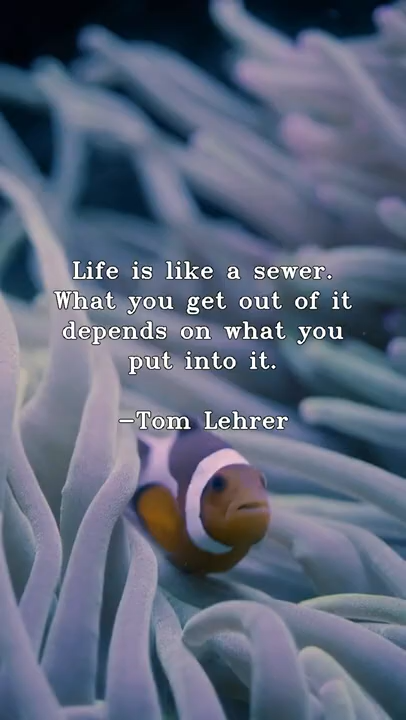 Life is like a sewer.
What you get out of it
depends on what you
put into it.
-Tom Lehrer